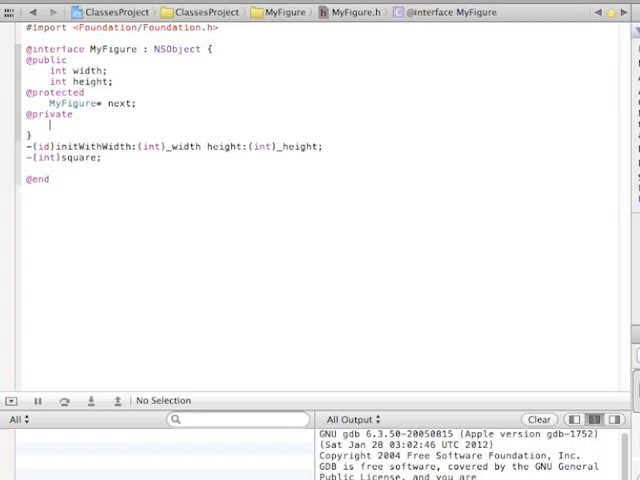 ClassesProject ClassesProject MyFigure MyFigure.h @interface MyFigure
#import <Foundation/Foundation.h>
@interface MyFigure : NSObject {
@public
int width;
int height;
@protected
MyFigure* next;
@private
}
-(id)initWithWidth:(int)_width height:(int)_height;
-(int)square;
@end
No Selection
All
All Output
Clear
GNU gdb 6.3.50-20050815 (Apple version gdb-1752)
(Sat Jan 28 03:02:46 UTC 2012)
Copyright 2004 Free Software Foundation, Inc.
GDB is free software, covered by the GNU General
Public License, and you are